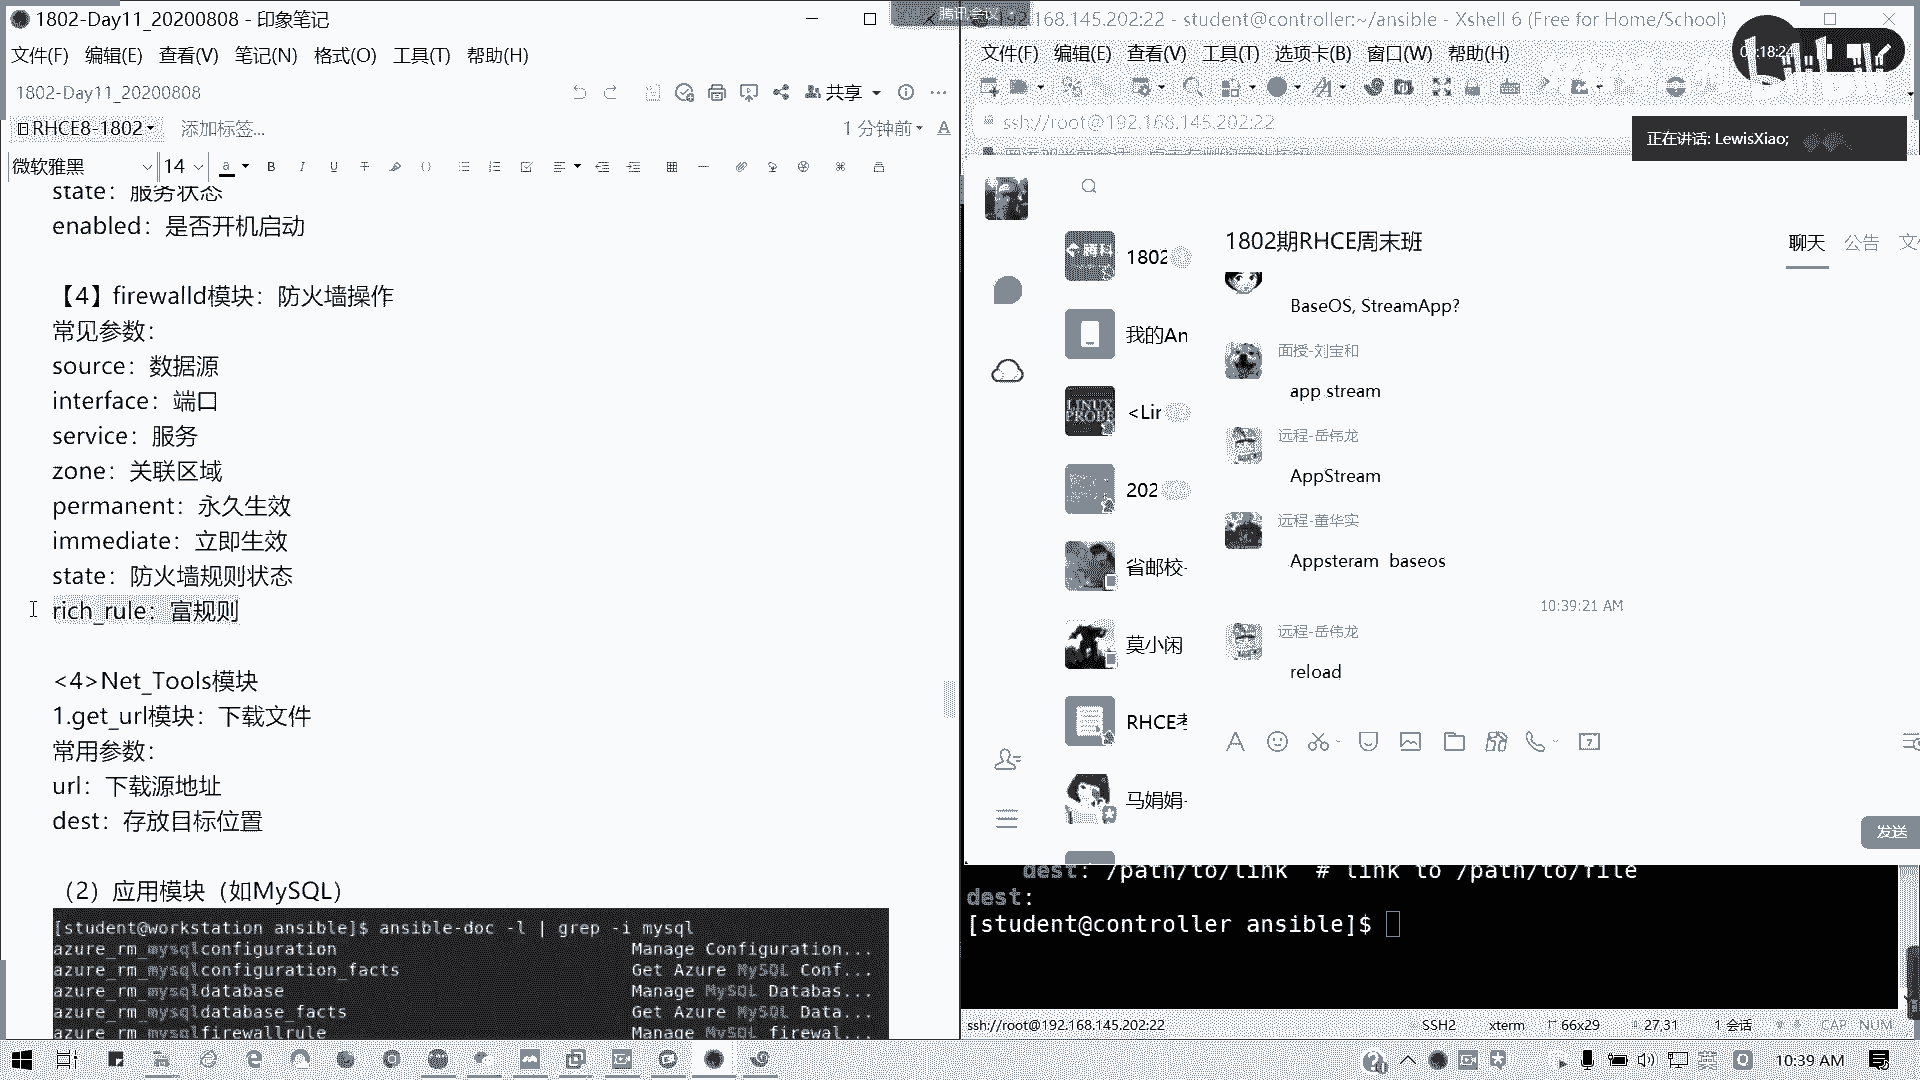 1802-Day11_20200808 - 印象笔记
文件(F) 编辑(E) 查看(V) 笔记(N) 格式(O) 工具(T) 帮助(H)
1802-Day11_20200808
共享
RHCE8-1802 添加标签...
1 分钟前
微软雅黑 14
state：服务状态
enabled：是否开机启动
【4】firewalld模块：防火墙操作
常见参数：
source：数据源
interface：端口
service：服务
zone：关联区域
permanent：永久生效
immediate：立即生效
state：防火墙规则状态
rich_rule：富规则
<4>Net_Tools模块
1.get_url模块：下载文件
常用参数：
url：下载源地址
dest：存放目标位置
（2）应用模块（如MySQL）
[student@workstation ansible]$ ansible-doc -l | grep -i mysql
azure_rm_mysqlconfiguration Manage Configuration...
azure_rm_mysqlconfiguration_facts Get Azure MySQL Conf...
azure_rm_mysqldatabase Manage MySQL Databas...
azure_rm_mysqldatabase_facts Get Azure MySQL Data...
azure_rm_mysqlfirewallrule Manage MySQL firewal...
腾讯会议
.168.145.202:22 - student@controller:~/ansible - Xshell 6 (Free for Home/School)
文件(F) 编辑(E) 查看(V) 工具(T) 选项卡(B) 窗口(W) 帮助(H)
ssh://root@192.168.145.202:22
正在讲话: LewisXiao;
1802
我的An
<Lin
202
省邮校-
莫小闲
RHCE考
马娟娟-
1802期RHCE周末班
聊天 公告
BaseOS, StreamApp?
面授-刘宝和
app stream
远程-岳伟龙
AppStream
远程-董华实
Appsteram baseos
10:39:21 AM
远程-岳伟龙
reload
发送
dest: /path/to/link # link to /path/to/file
dest:
[student@controller ansible]$
ssh://root@192.168.145.202:22 SSH2 xterm 66x29 27,31 1 会话 CAP NUM
英 10:39 AM